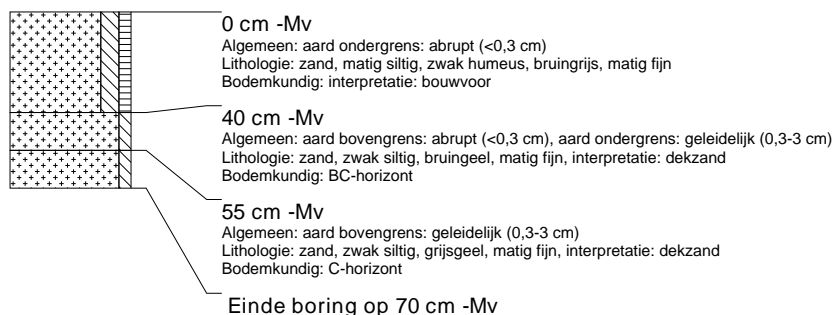 0 cm -Mv
Algemeen: aard ondergrens: abrupt (<0,3 cm)
Lithologie: zand, matig siltig, zwak humeus, bruingrijs, matig fijn
Bodemkundig: interpretatie: bouwvoor
40 cm -Mv
Algemeen: aard bovengrens: abrupt (<0,3 cm), aard ondergrens: geleidelijk (0,3-3 cm)
Lithologie: zand, zwak siltig, bruingeel, matig fijn, interpretatie: dekzand
Bodemkundig: BC-horizont
55 cm -Mv
Algemeen: aard bovengrens: geleidelijk (0,3-3 cm)
Lithologie: zand, zwak siltig, grijsgeel, matig fijn, interpretatie: dekzand
Bodemkundig: C-horizont
Einde boring op 70 cm -Mv